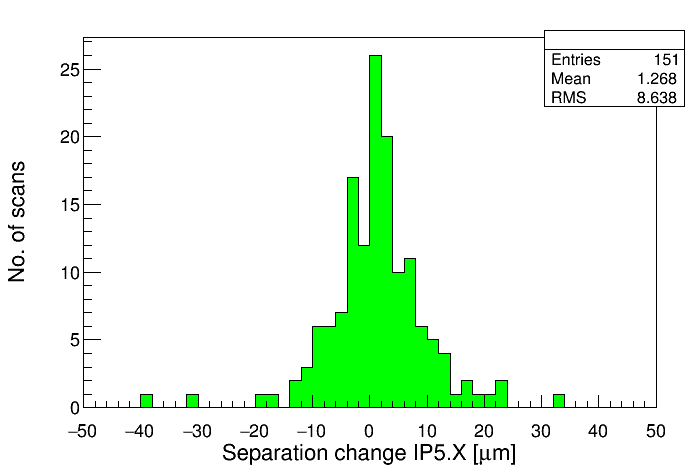 Entries 151
Mean 1.268
RMS 8.638
25
20
15
10
5
0
No. of scans
−50 −40 −30 −20 −10 0 10 20 30 40 50
Separation change IP5.X [μm]